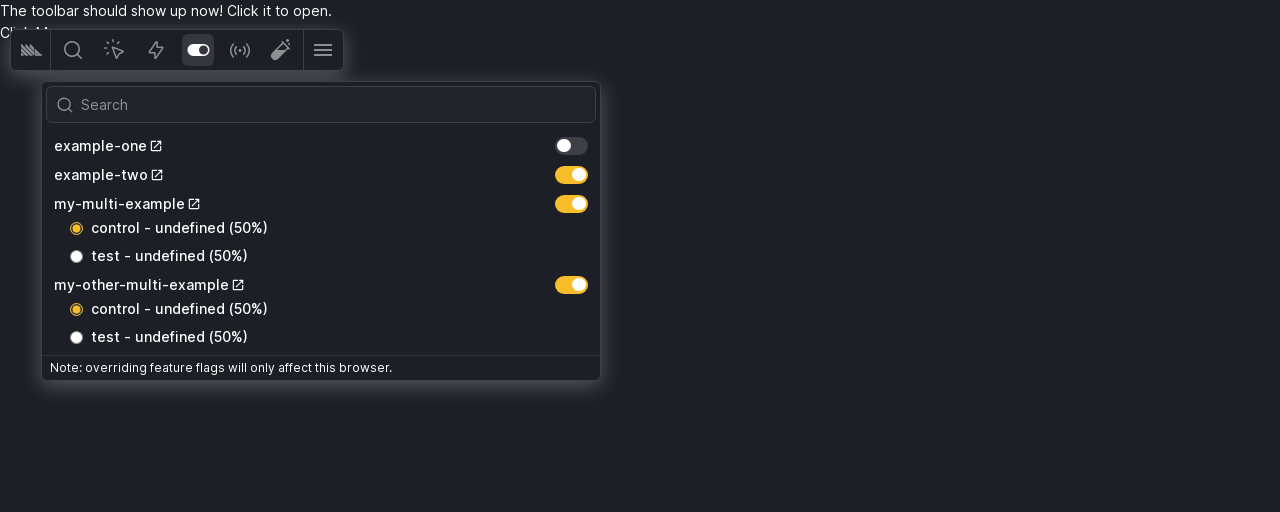 The toolbar should show up now! Click it to open.
Search
example-one
example-two
my-multi-example
control - undefined (50%)
test - undefined (50%)
my-other-multi-example
control - undefined (50%)
test - undefined (50%)
Note: overriding feature flags will only affect this browser.